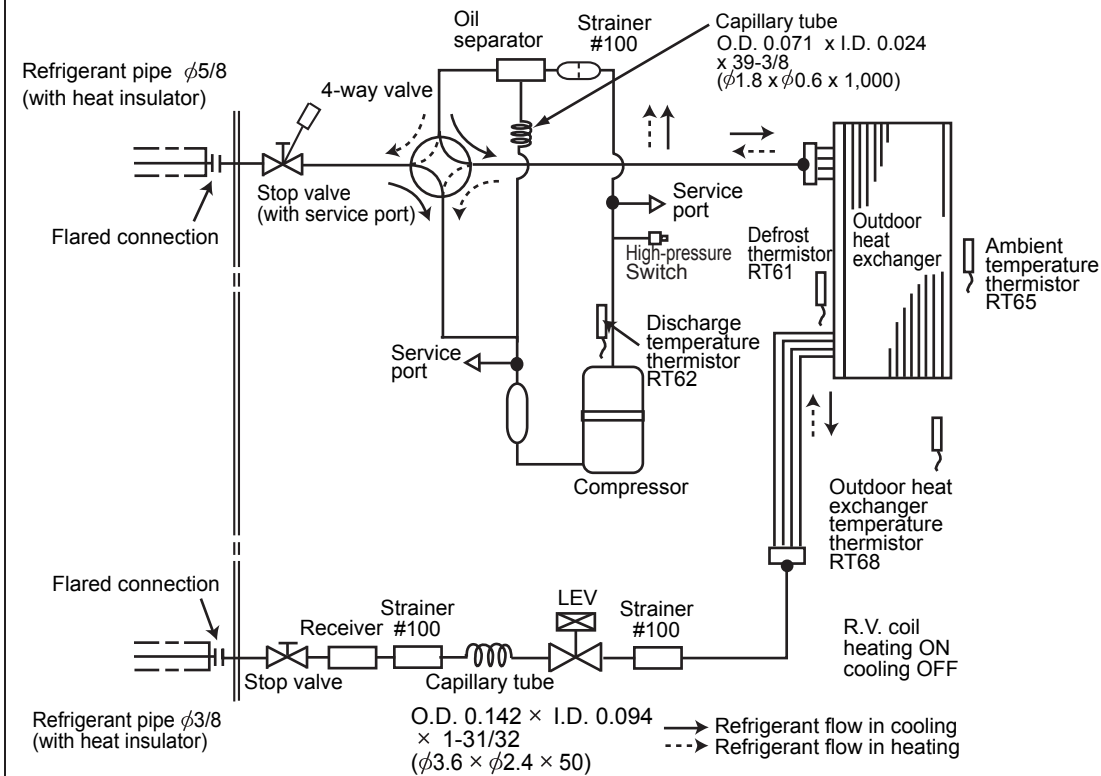 Oil
separator
Strainer
#100
Capillary tube
O.D. 0.071 x I.D. 0.024
x 39-3/8
(ϕ1.8 x ϕ0.6 x 1,000)
Refrigerant pipe ϕ5/8
(with heat insulator)
4-way valve
Stop valve
(with service port)
Flared connection
Service
port
High-pressure
Switch
Defrost
thermistor
RT61
Outdoor
heat
exchanger
Ambient
temperature
thermistor
RT65
Discharge
temperature
thermistor
RT62
Service
port
Compressor
Outdoor heat
exchanger
temperature
thermistor
RT68
Flared connection
Receiver
Strainer
#100
LEV
Strainer
#100
R.V. coil
heating ON
cooling OFF
Stop valve
Capillary tube
O.D. 0.142 × I.D. 0.094
× 1-31/32
(ϕ3.6 × ϕ2.4 × 50)
Refrigerant pipe ϕ3/8
(with heat insulator)
Refrigerant flow in cooling
Refrigerant flow in heating